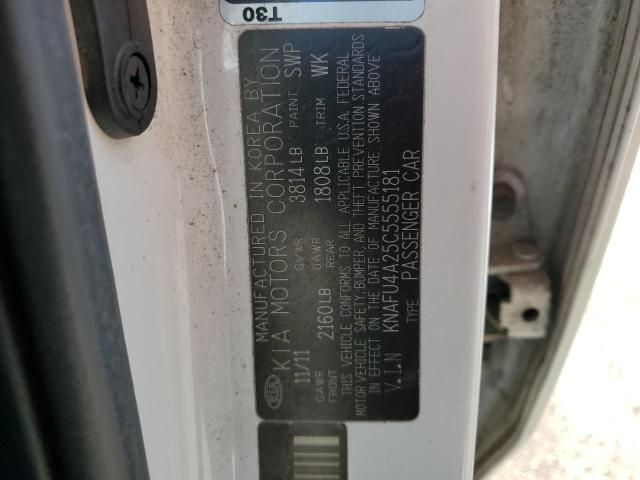 T30
MANUFACTURED IN KOREA BY
KIA KIA MOTORS CORPORATION
11/11 GVWR 3814LB PAINT SWP
GAWR FRONT 2160LB GAWR REAR 1808LB TRIM WK
THIS VEHICLE CONFORMS TO ALL APPLICABLE U.S.A. FEDERAL
MOTOR VEHICLE SAFETY, BUMPER, AND THEFT PREVENTION STANDARDS
IN EFFECT ON THE DATE OF MANUFACTURE SHOWN ABOVE
V.I.N KNAFU4A25C5555181
TYPE PASSENGER CAR